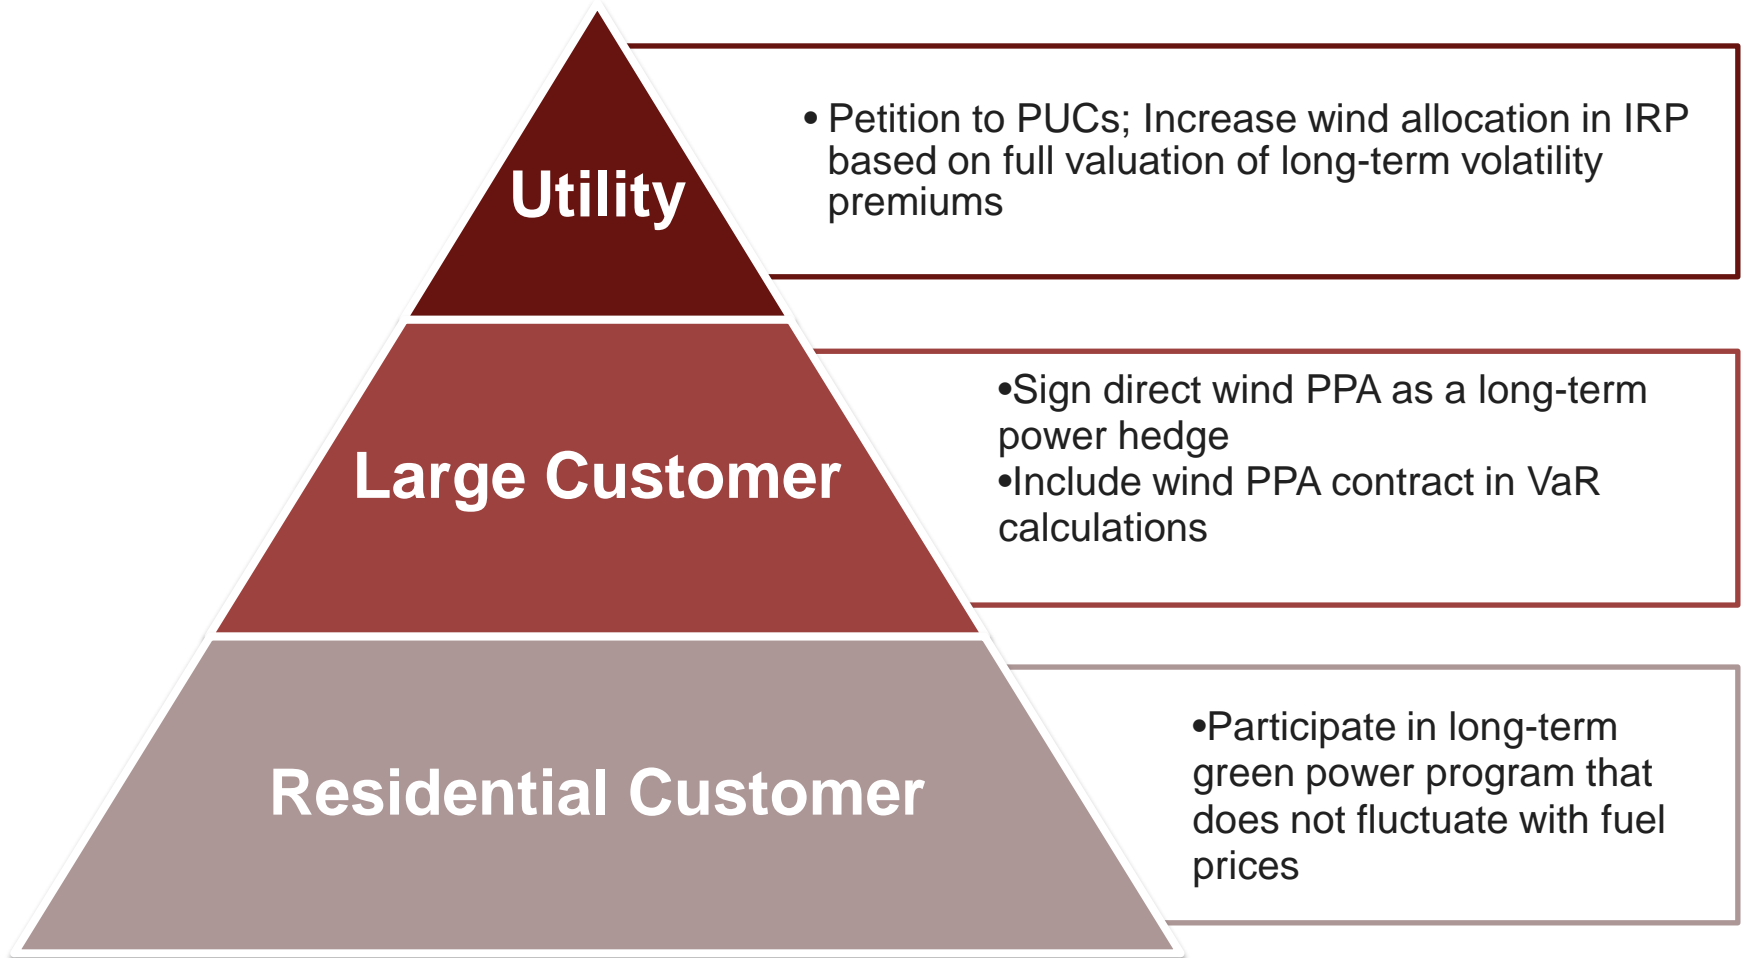 Utility
• Petition to PUCs; Increase wind allocation in IRP
based on full valuation of long-term volatility
premiums
Large Customer
•Sign direct wind PPA as a long-term
power hedge
•Include wind PPA contract in VaR
calculations
Residential Customer
•Participate in long-term
green power program that
does not fluctuate with fuel
prices